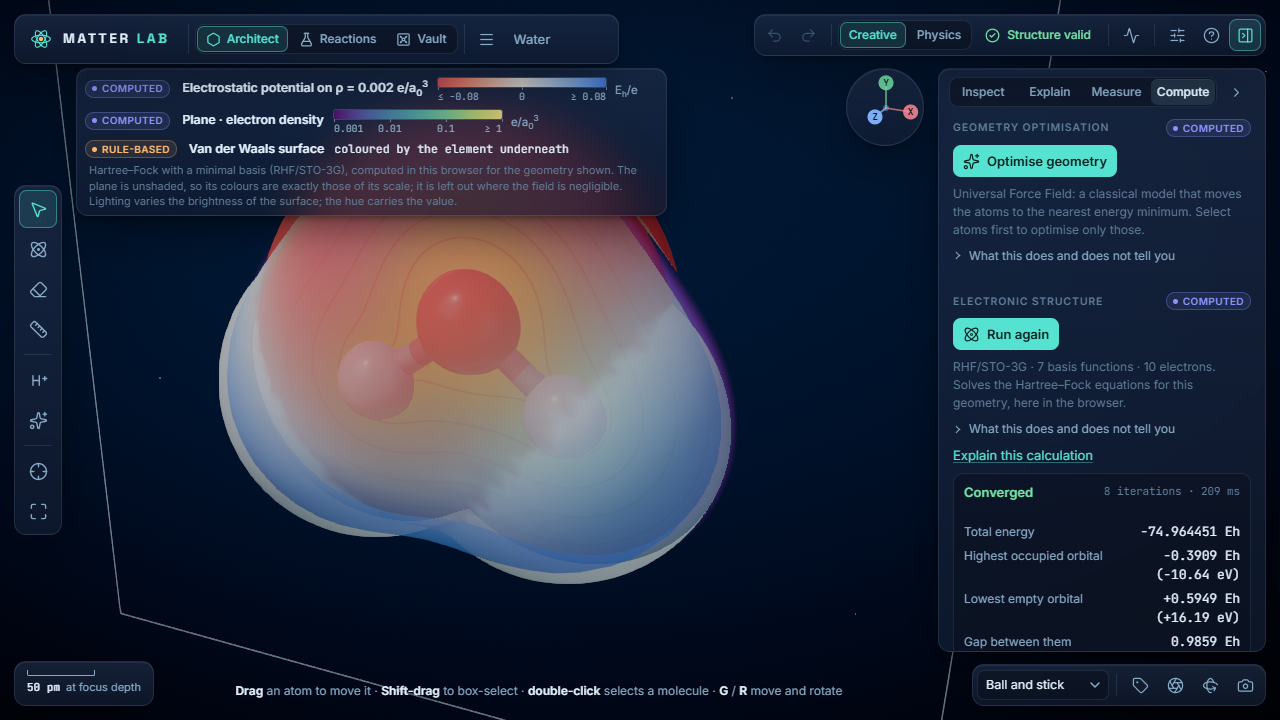 MATTER LAB
Architect
Reactions
Vault
Water
Creative
Physics
Structure valid
COMPUTED
Electrostatic potential on ρ = 0.002 e/a₀³
≤ -0.08 0 ≥ 0.08
Eₕ/e
COMPUTED
Plane · electron density
0.001 0.01 0.1 ≥ 1
e/a₀³
RULE-BASED
Van der Waals surface coloured by the element underneath
Hartree–Fock with a minimal basis (RHF/STO-3G), computed in this browser for the geometry shown. The
plane is unshaded, so its colours are exactly those of its scale; it is left out where the field is negligible.
Lighting varies the brightness of the surface; the hue carries the value.
H⁺
Y
X
Z
Inspect
Explain
Measure
Compute
GEOMETRY OPTIMISATION
COMPUTED
Optimise geometry
Universal Force Field: a classical model that moves
the atoms to the nearest energy minimum. Select
atoms first to optimise only those.
What this does and does not tell you
ELECTRONIC STRUCTURE
COMPUTED
Run again
RHF/STO-3G · 7 basis functions · 10 electrons.
Solves the Hartree–Fock equations for this
geometry, here in the browser.
What this does and does not tell you
Explain this calculation
Converged
8 iterations · 209 ms
Total energy -74.964451 Eh
Highest occupied orbital -0.3909 Eh
(-10.64 eV)
Lowest empty orbital +0.5949 Eh
(+16.19 eV)
Gap between them 0.9859 Eh
50 pm at focus depth
Drag an atom to move it · Shift-drag to box-select · double-click selects a molecule · G / R move and rotate
Ball and stick